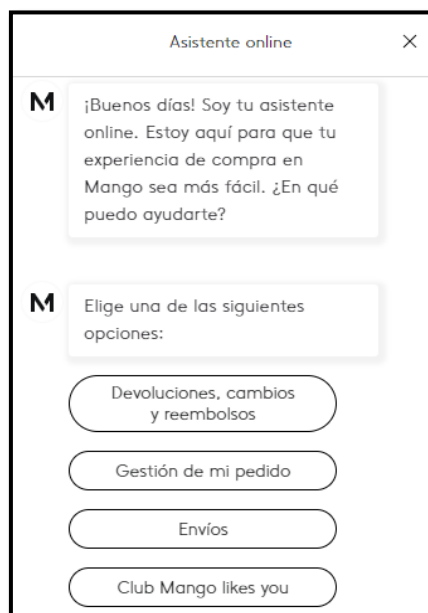 Asistente online
M
¡Buenos días! Soy tu asistente
online. Estoy aquí para que tu
experiencia de compra en
Mango sea más fácil. ¿En qué
puedo ayudarte?
M
Elige una de las siguientes
opciones:
Devoluciones, cambios
y reembolsos
Gestión de mi pedido
Envíos
Club Mango likes you